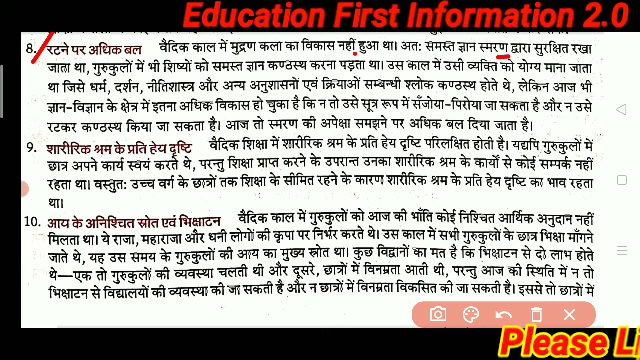 Education First Information 2.0
8. रटने पर अधिक बल वैदिक काल में मुद्रण कला का विकास नहीं हुआ था। अतः समस्त ज्ञान स्मरण द्वारा सुरक्षित रखा
जाता था, गुरुकुलों में भी शिष्यों को समस्त ज्ञान कण्ठस्थ करना पड़ता था। उस काल में उसी व्यक्ति को योग्य माना जाता
था जिसे धर्म, दर्शन, नीतिशास्त्र और अन्य अनुशासनों एवं क्रियाओं सम्बन्धी श्लोक कण्ठस्थ होते थे, लेकिन आज भी
ज्ञान-विज्ञान के क्षेत्र में इतना अधिक विकास हो चुका है कि न तो उसे सूत्र रूप में सँजोया-पिरोया जा सकता है और न उसे
रटकर कण्ठस्थ किया जा सकता है। आज तो स्मरण की अपेक्षा समझने पर अधिक बल दिया जाता है।
9. शारीरिक श्रम के प्रति हेय दृष्टि वैदिक शिक्षा में शारीरिक श्रम के प्रति हेय दृष्टि परिलक्षित होती है। यद्यपि गुरुकुलों में
छात्र अपने कार्य स्वयं करते थे, परन्तु शिक्षा प्राप्त करने के उपरान्त उनका शारीरिक श्रम के कार्यों से कोई सम्पर्क नहीं
रहता था। वस्तुतः उच्च वर्ग के छात्रों तक शिक्षा के सीमित रहने के कारण शारीरिक श्रम के प्रति हेय दृष्टि का भाव रहता
था।
10. आय के अनिश्चित स्रोत एवं भिक्षाटन वैदिक काल में गुरुकुलों को आज की भाँति कोई निश्चित आर्थिक अनुदान नहीं
मिलता था। ये राजा, महाराजा और धनी लोगों की कृपा पर निर्भर करते थे। उस काल में सभी गुरुकुलों के छात्र भिक्षा माँगने
जाते थे, यह उस समय के गुरुकुलों की आय का मुख्य स्रोत था। कुछ विद्वानों का मत है कि भिक्षाटन से दो लाभ होते
थे—एक तो गुरुकुलों की व्यवस्था चलती थी और दूसरे, छात्रों में विनम्रता आती थी, परन्तु आज की स्थिति में न तो
भिक्षाटन से विद्यालयों की व्यवस्था की जा सकती है और न छात्रों में विनम्रता विकसित की जा सकती है। इससे तो छात्रों में
Please Li